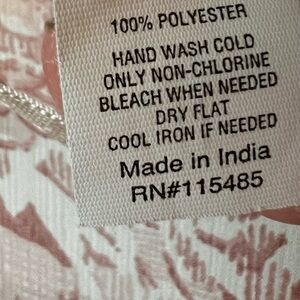 100% POLYESTER
HAND WASH COLD
ONLY NON-CHLORINE
BLEACH WHEN NEEDED
DRY FLAT
COOL IRON IF NEEDED
Made in India
RN#115485